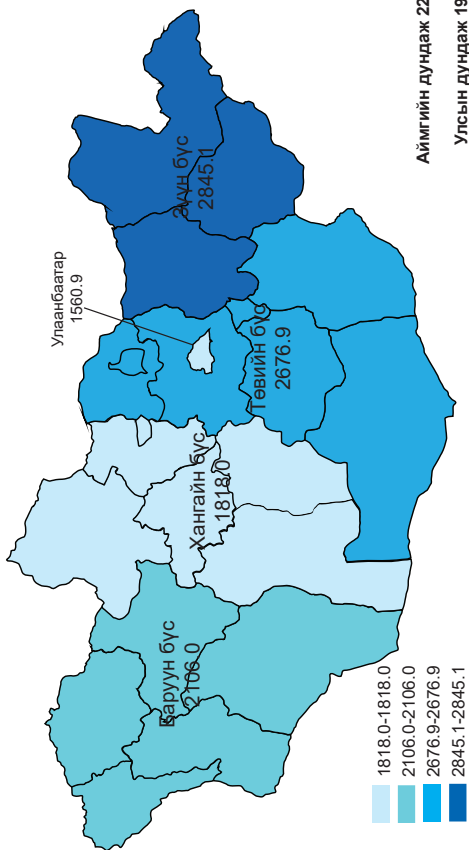 Улаанбаатар
1560.9
Баруун бүс
2106.0
Хангайн бүс
1818.0
Төвийн бүс
2676.9
Зүүн бүс
2845.1
1818.0-1818.0
2106.0-2106.0
2676.9-2676.9
2845.1-2845.1
Аймгийн дундаж 22
Улсын дундаж 19